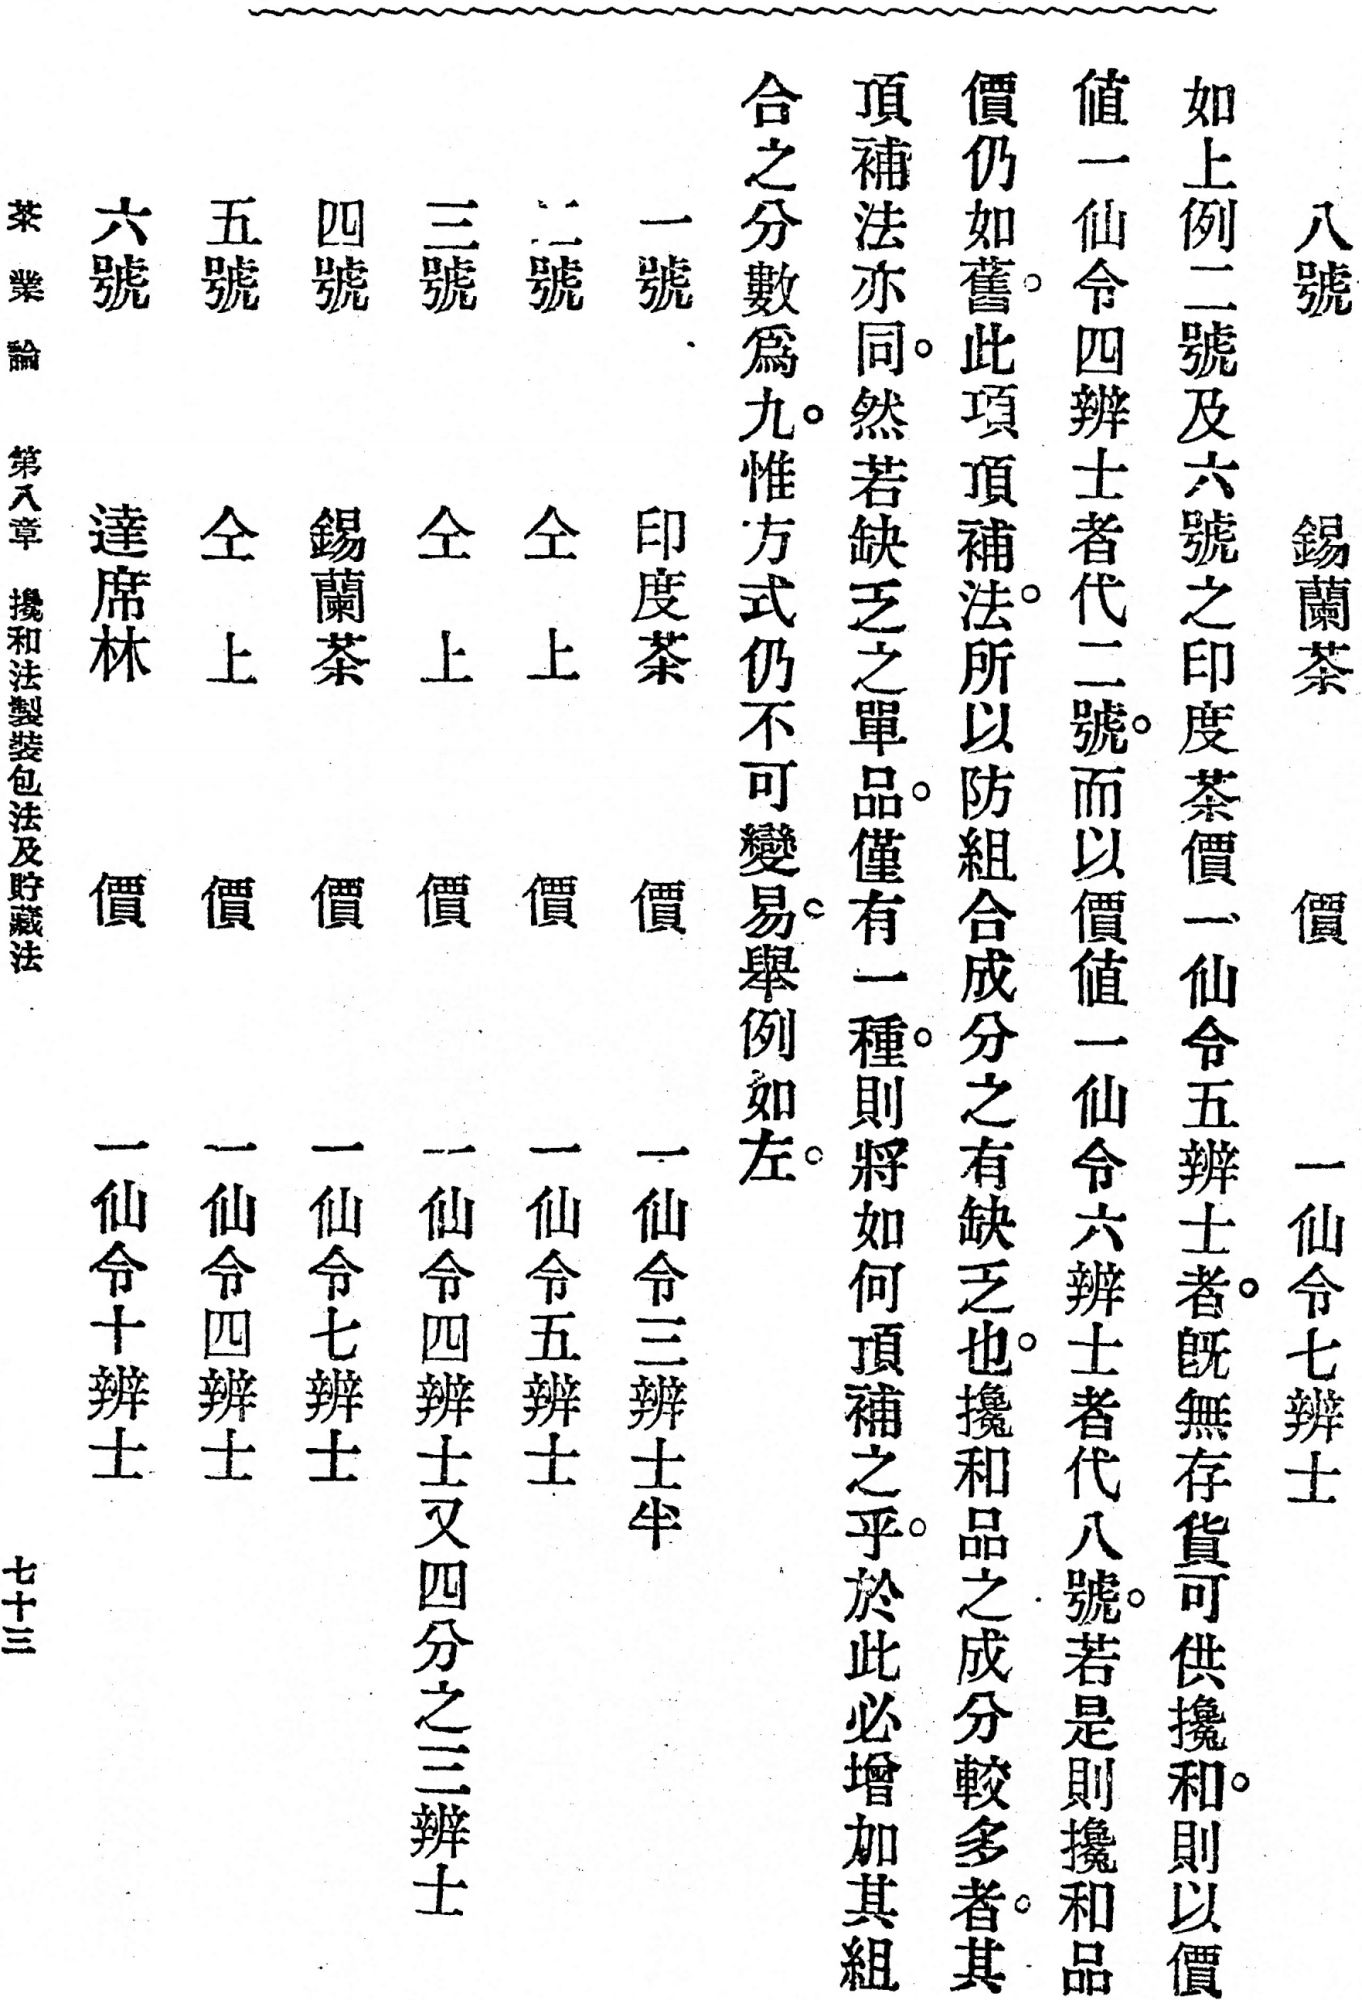 八號　錫蘭茶　價　一仙令七辨士
如上例二號及六號之印度茶價一仙令五辨士者。旣無存貨可供攙和。則以價
値一仙令四辨士者代二號。而以價値一仙令六辨士者代八號。若是則攙和品
價仍如舊。此項頂補法。所以防組合成分之有缺乏也。攙和品之成分較多者。其
頂補法亦同。然若缺乏之單品。僅有一種。則將如何頂補之乎。於此必增加其組
合之分數爲九。惟方式仍不可變易。舉例如左。
一號　印度茶　價　一仙令三辨士半
二號　仝上　價　一仙令五辨士
三號　仝上　價　一仙令四辨士又四分之三辨士
四號　錫蘭茶　價　一仙令七辨士
五號　仝上　價　一仙令四辨士
六號　達席林　價　一仙令十辨士
茶業論　第八章　攙和法製裝包法及貯藏法　七十三